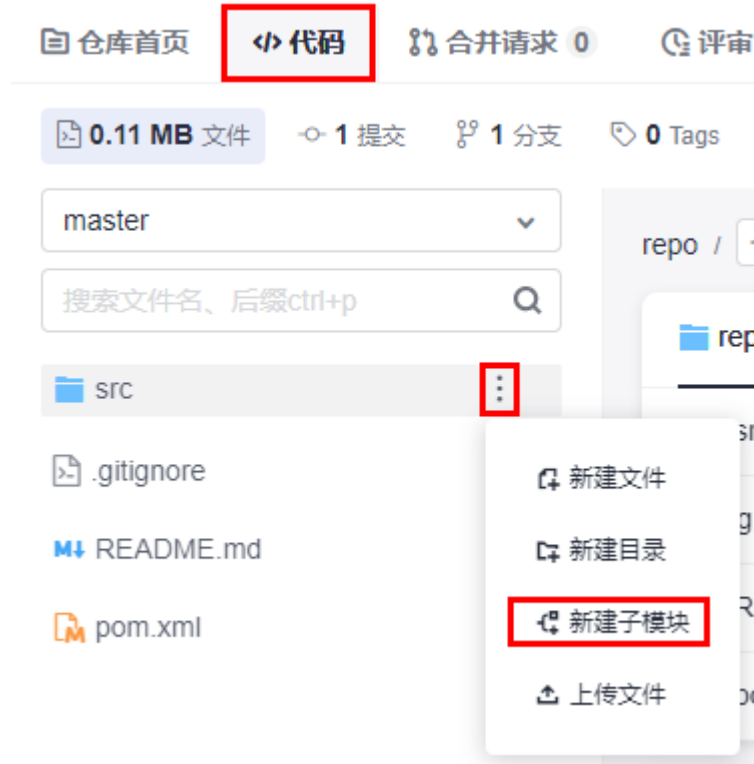 仓库首页 </> 代码 合并请求 0 评审
0.11 MB 文件 1 提交 1 分支 0 Tags
master
搜索文件名、后缀ctrl+p
repo /
src
.gitignore
README.md
pom.xml
新建文件
新建目录
新建子模块
上传文件